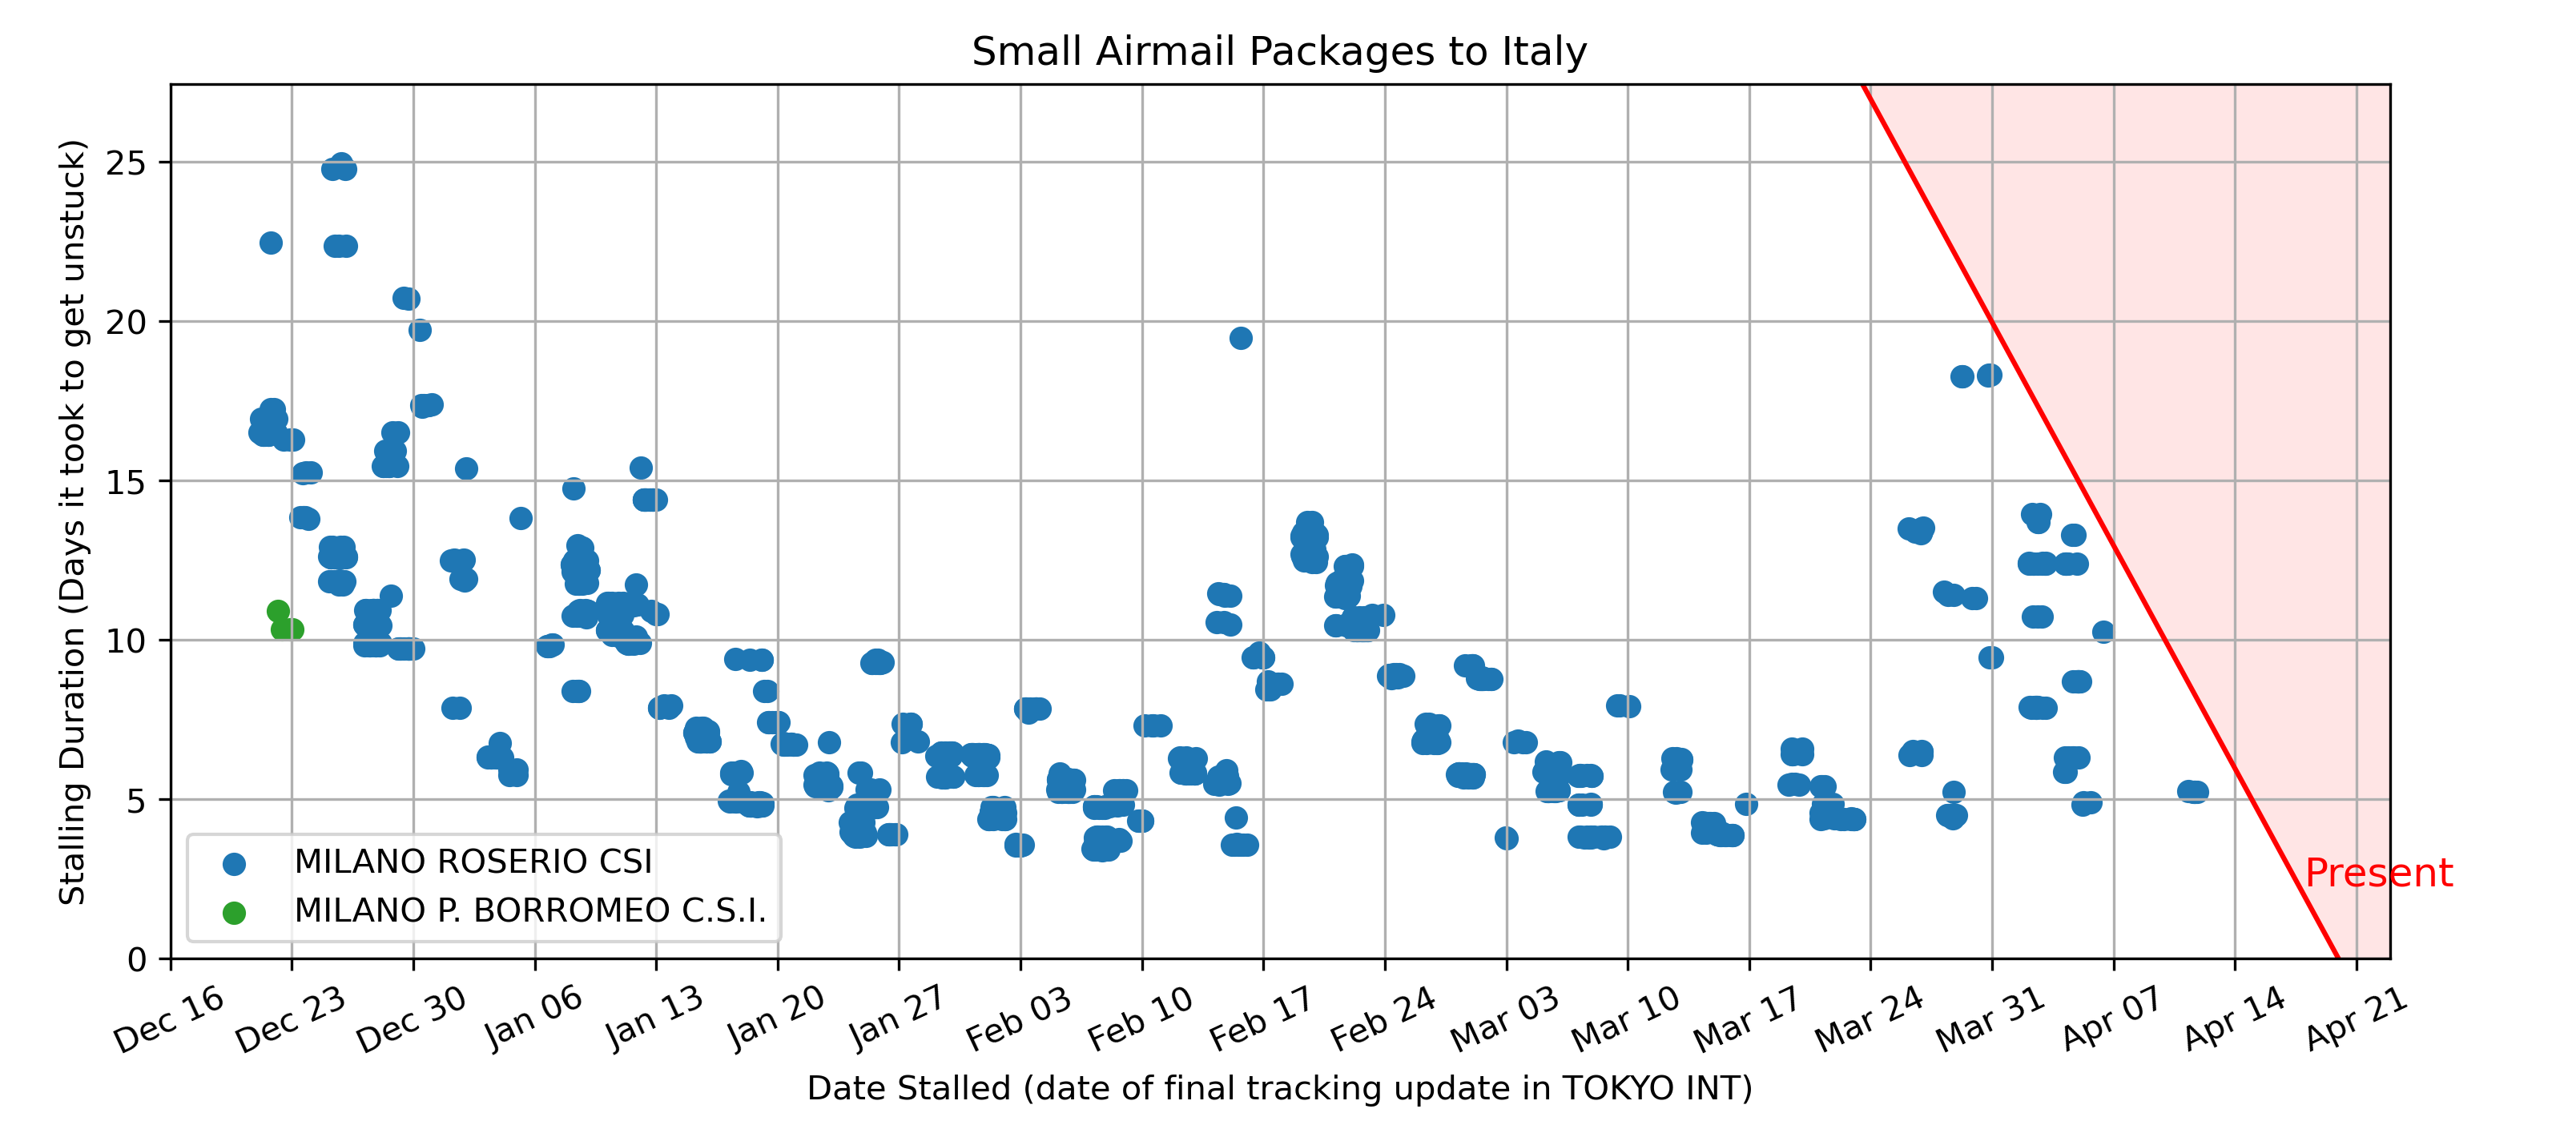 Small Airmail Packages to Italy
Stalling Duration (Days it took to get unstuck)
25
20
15
10
5
0
MILANO ROSERIO CSI
MILANO P. BORROMEO C.S.I.
Present
Dec 16
Dec 23
Dec 30
Jan 06
Jan 13
Jan 20
Jan 27
Feb 03
Feb 10
Feb 17
Feb 24
Mar 03
Mar 10
Mar 17
Mar 24
Mar 31
Apr 07
Apr 14
Apr 21
Date Stalled (date of final tracking update in TOKYO INT)